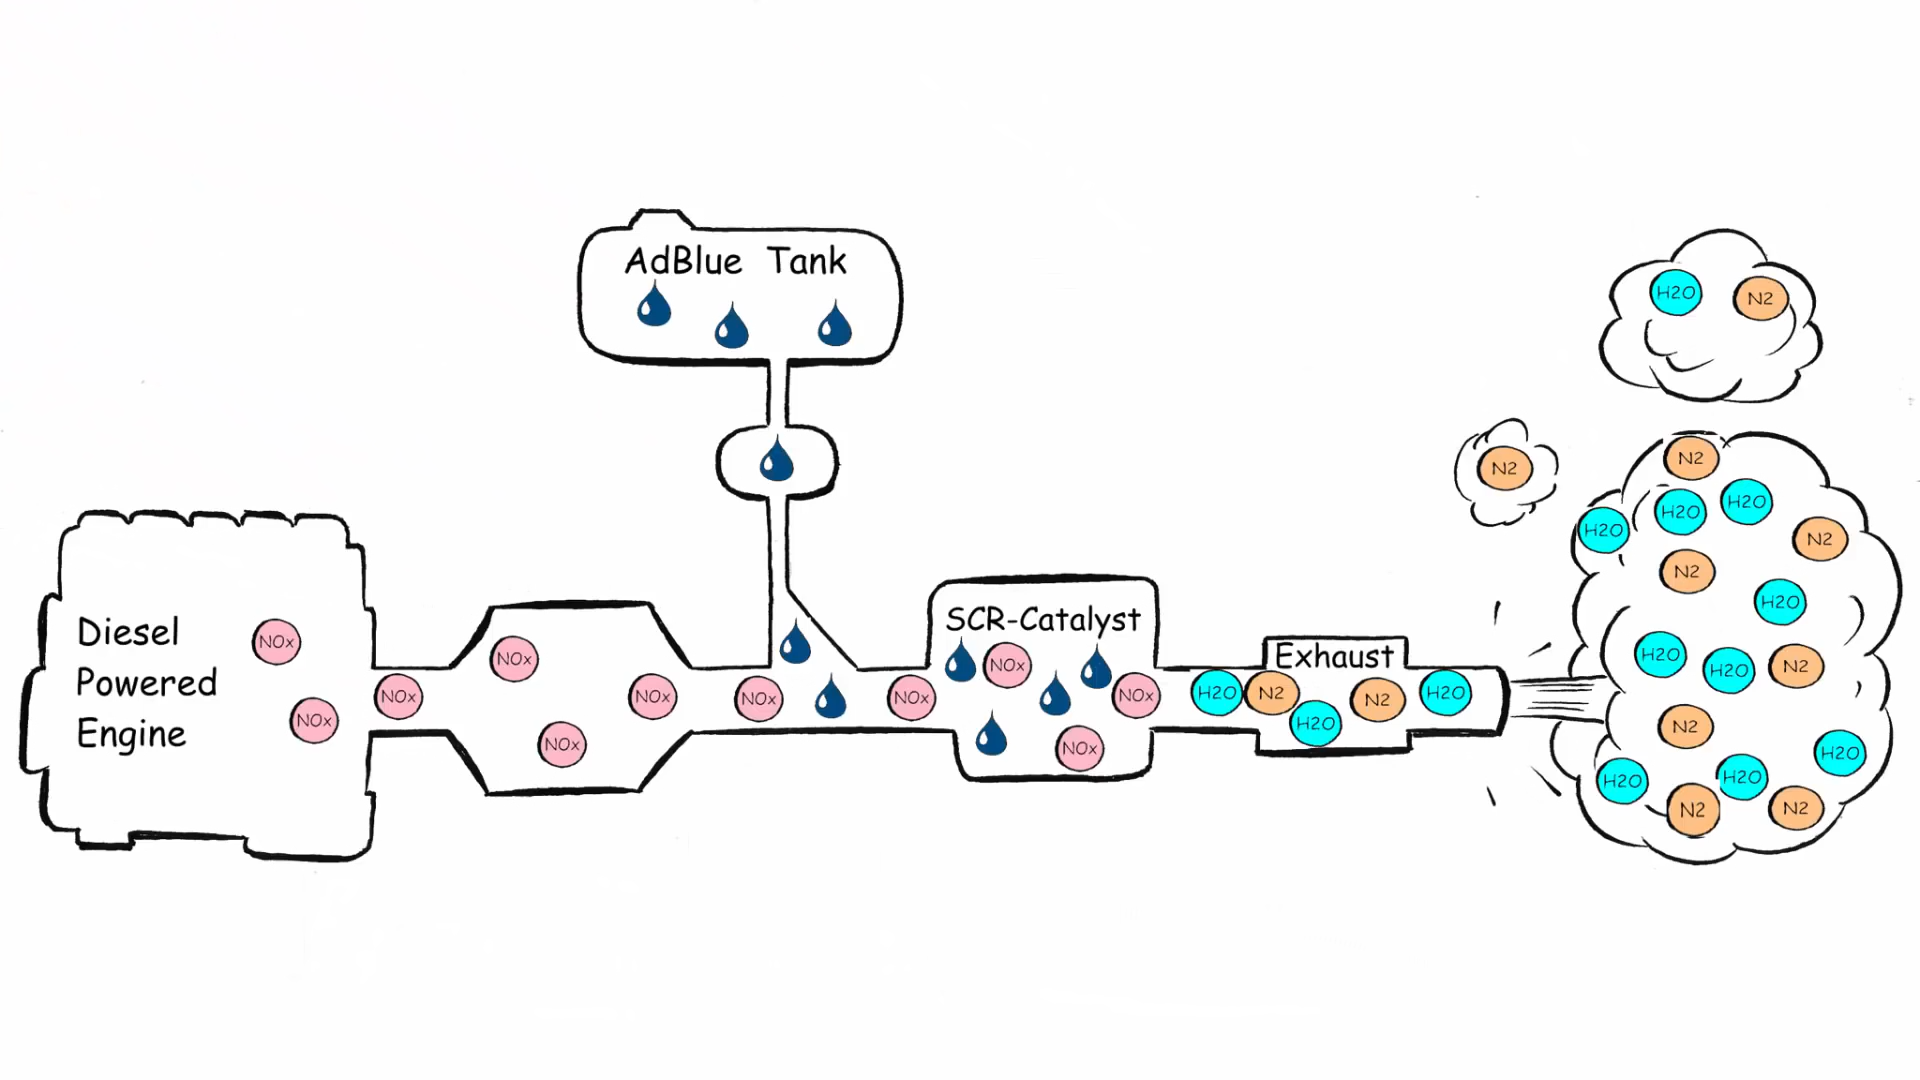 AdBlue Tank
H2O
N2
N2
N2
H2O
H2O
H2O
N2
N2
H2O
Diesel
Powered
Engine
NOx
NOx
NOx
NOx
NOx
NOx
NOx
NOx
SCR-Catalyst
NOx
NOx
NOx
Exhaust
H2O
N2
H2O
N2
H2O
H2O
H2O
N2
N2
H2O
H2O
H2O
N2
N2